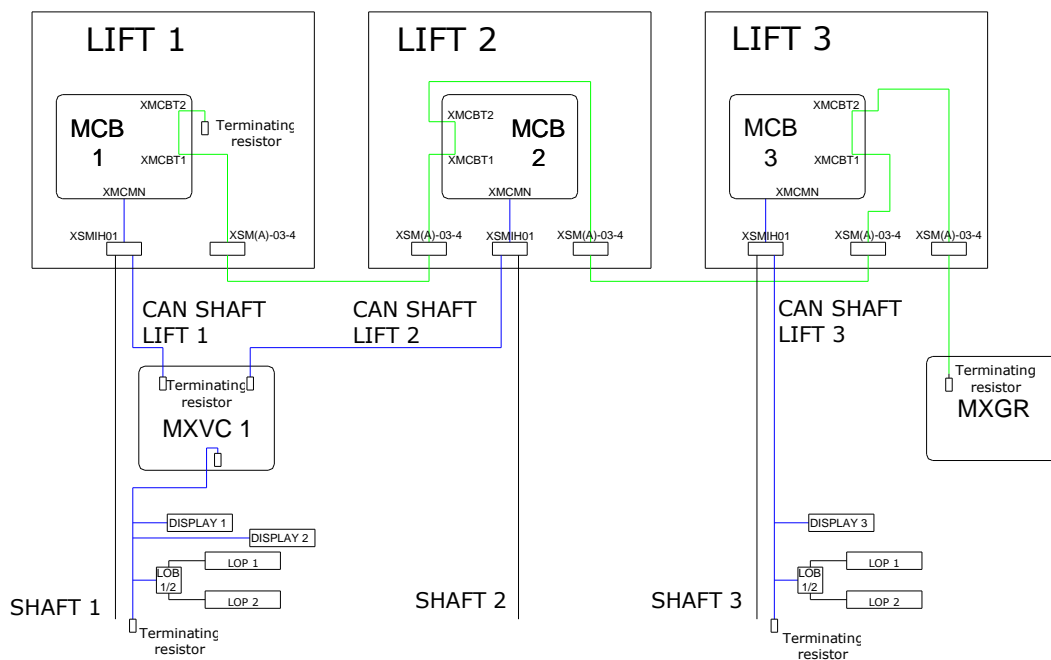 LIFT 1
LIFT 2
LIFT 3
XMCBT2
MCB
1
Terminating
resistor
XMCBT1
XMCMN
XSMIH01
XSM(A)-03-4
XMCBT2
MCB
2
XMCBT1
XMCMN
XSM(A)-03-4
XSMIH01
XSM(A)-03-4
XMCBT2
MCB
3
XMCBT1
XMCMN
XSMIH01
XSM(A)-03-4
XSM(A)-03-4
CAN SHAFT
LIFT 1
CAN SHAFT
LIFT 2
CAN SHAFT
LIFT 3
Terminating
resistor
MXVC 1
Terminating
resistor
MXGR
DISPLAY 1
DISPLAY 2
LOB
1/2
LOP 1
LOP 2
DISPLAY 3
LOB
1/2
LOP 1
LOP 2
SHAFT 1
SHAFT 2
SHAFT 3
Terminating
resistor
Terminating
resistor